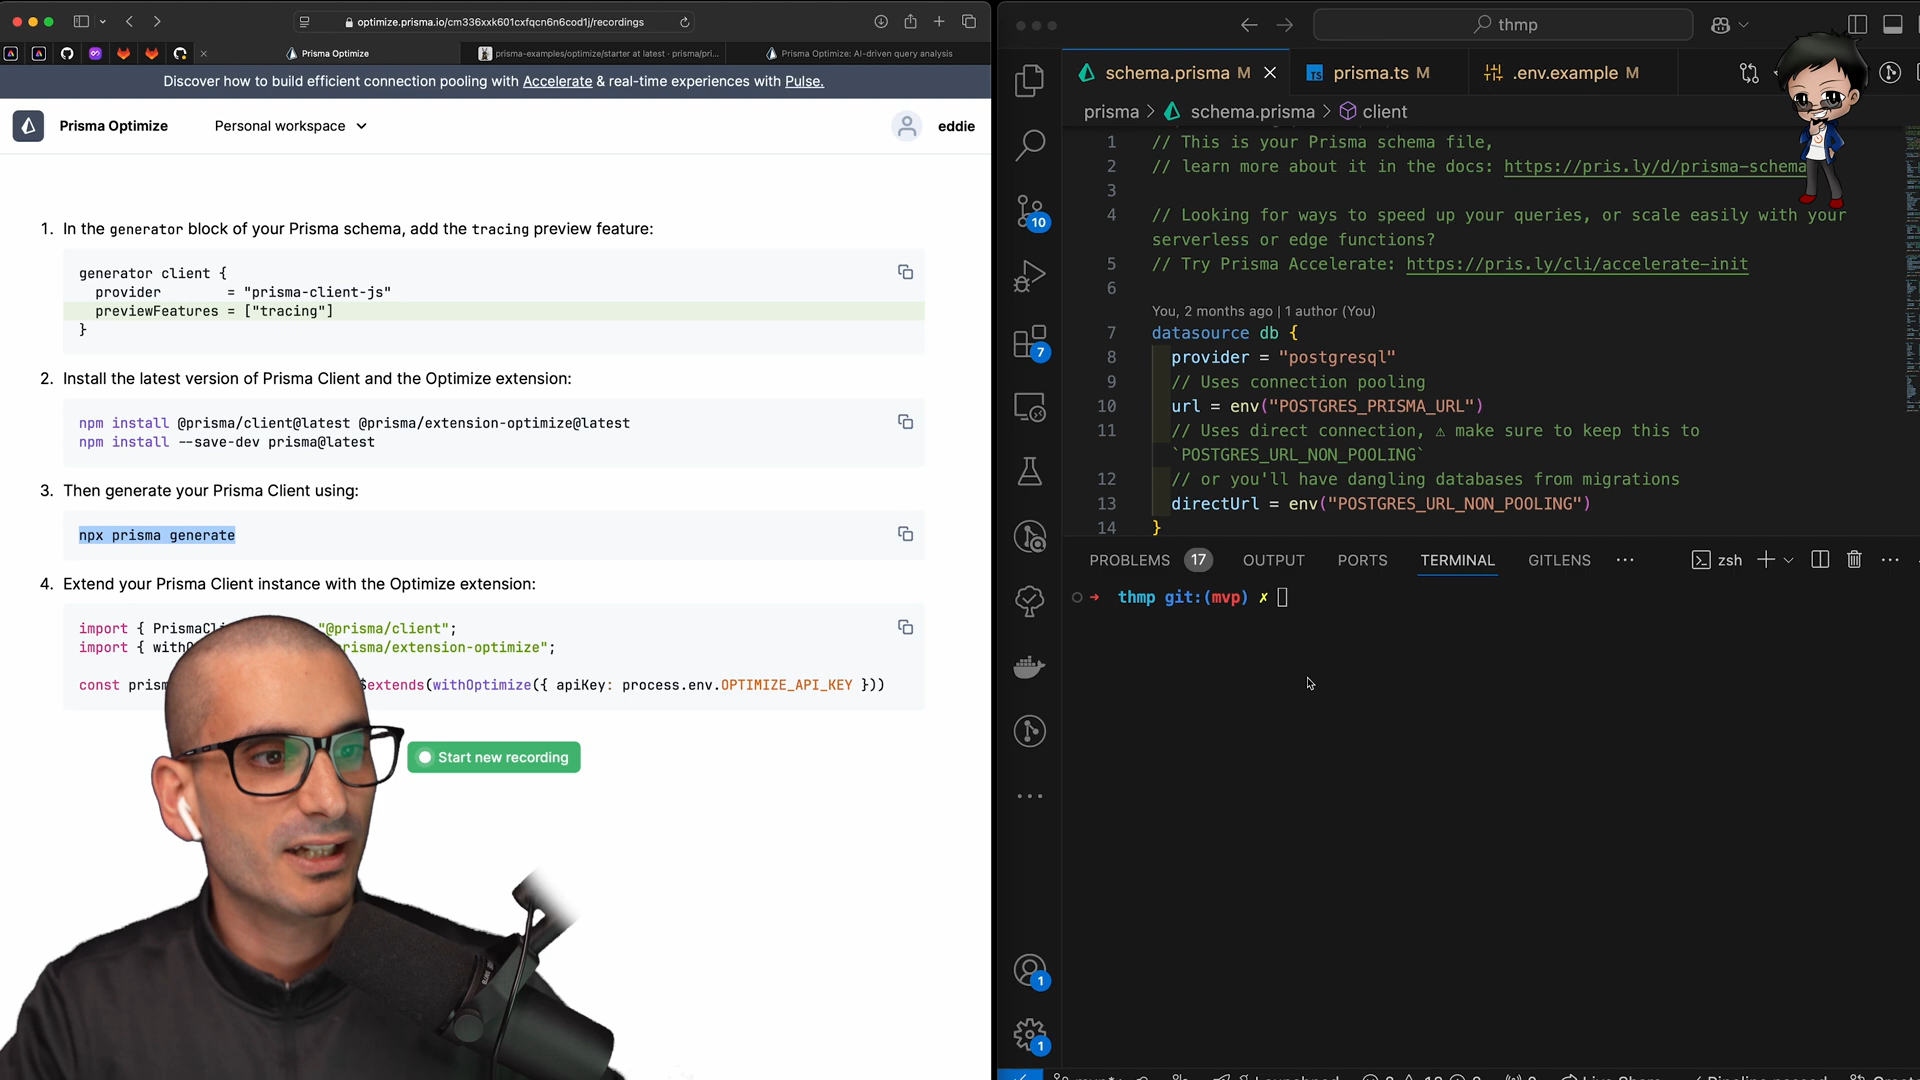 optimize.prisma.io/cm336xxk601cxfqcn6n6cod1j/recordings
Prisma Optimize
prisma-examples/optimize/starter at latest · prisma/pri...
Prisma Optimize: AI-driven query analysis
Discover how to build efficient connection pooling with Accelerate & real-time experiences with Pulse.
Prisma Optimize
Personal workspace
eddie
1. In the generator block of your Prisma schema, add the tracing preview feature:
generator client {
provider = "prisma-client-js"
previewFeatures = ["tracing"]
}
2. Install the latest version of Prisma Client and the Optimize extension:
npm install @prisma/client@latest @prisma/extension-optimize@latest
npm install --save-dev prisma@latest
3. Then generate your Prisma Client using:
npx prisma generate
4. Extend your Prisma Client instance with the Optimize extension:
import { PrismaCl "@prisma/client";
import { with risma/extension-optimize";
const prism $extends(withOptimize({ apiKey: process.env.OPTIMIZE_API_KEY }))
Start new recording
thmp
schema.prisma M
prisma.ts M
.env.example M
prisma > schema.prisma > client
1 // This is your Prisma schema file,
2 // learn more about it in the docs: https://pris.ly/d/prisma-schema
3
4 // Looking for ways to speed up your queries, or scale easily with your
serverless or edge functions?
5 // Try Prisma Accelerate: https://pris.ly/cli/accelerate-init
6
You, 2 months ago | 1 author (You)
7 datasource db {
8 provider = "postgresql"
9 // Uses connection pooling
10 url = env("POSTGRES_PRISMA_URL")
11 // Uses direct connection, ⚠ make sure to keep this to
`POSTGRES_URL_NON_POOLING`
12 // or you'll have dangling databases from migrations
13 directUrl = env("POSTGRES_URL_NON_POOLING")
14 }
PROBLEMS 17 OUTPUT PORTS TERMINAL GITLENS ··· zsh
→ thmp git:(mvp) ✗
10
7
1
1